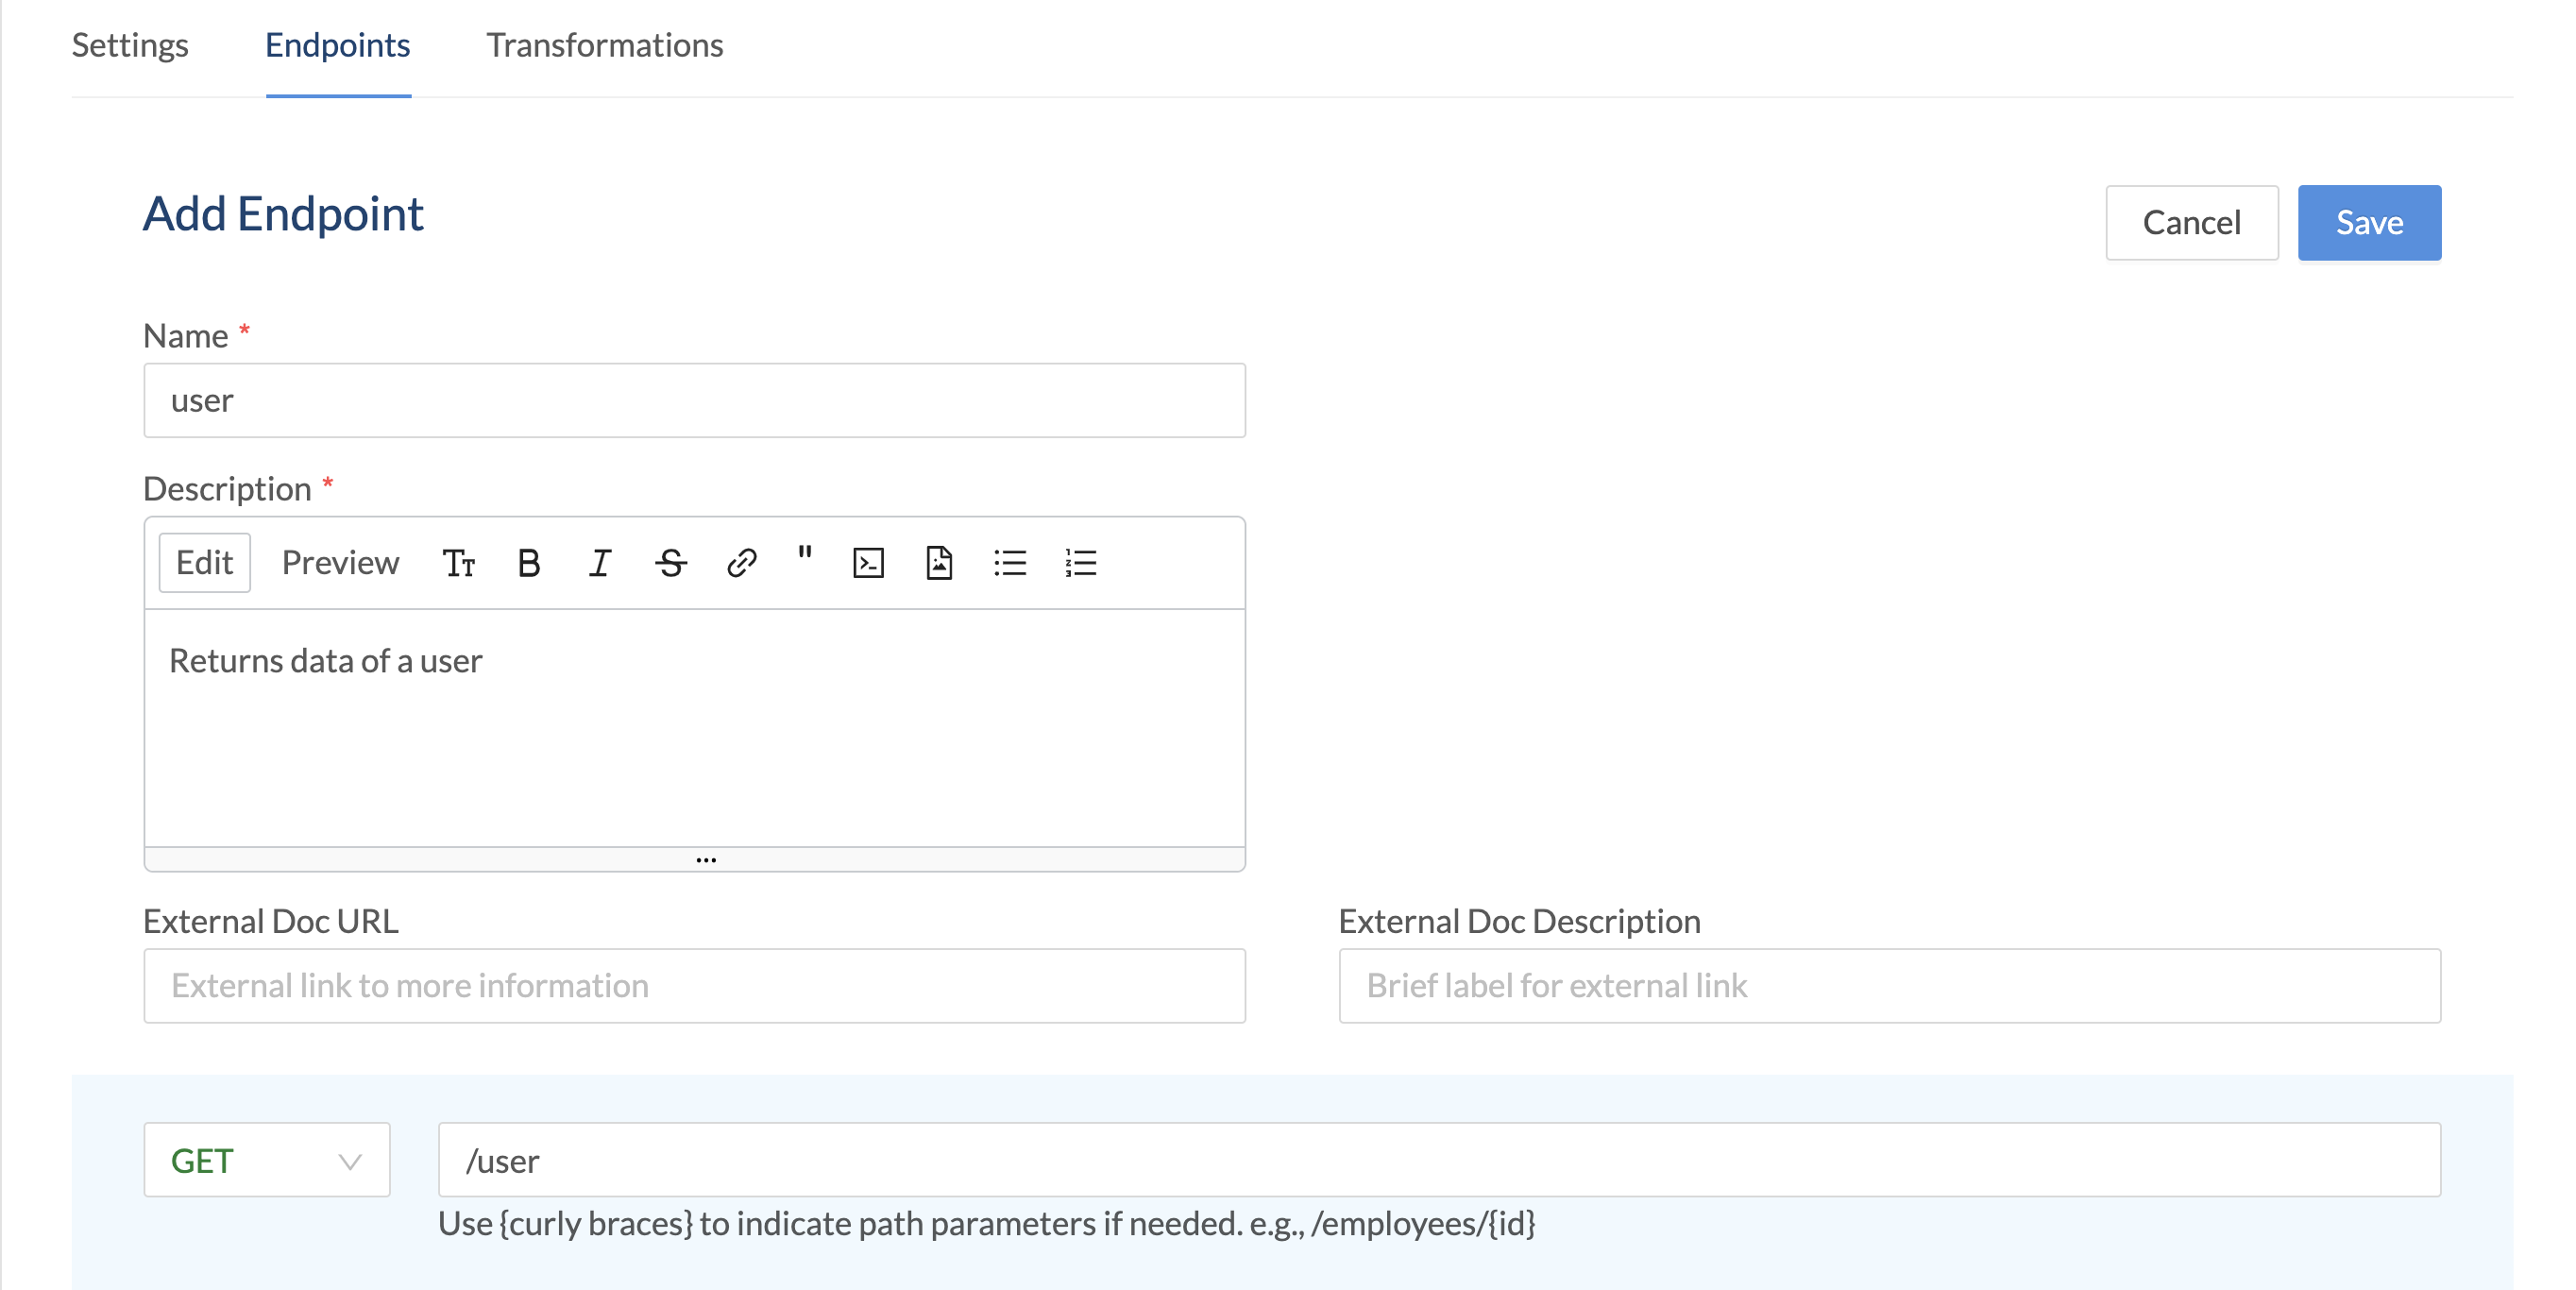 Settings Endpoints Transformations
Add Endpoint
Cancel Save
Name *
user
Description *
Edit Preview
Returns data of a user
External Doc URL External Doc Description
External link to more information Brief label for external link
GET /user
Use {curly braces} to indicate path parameters if needed. e.g., /employees/{id}